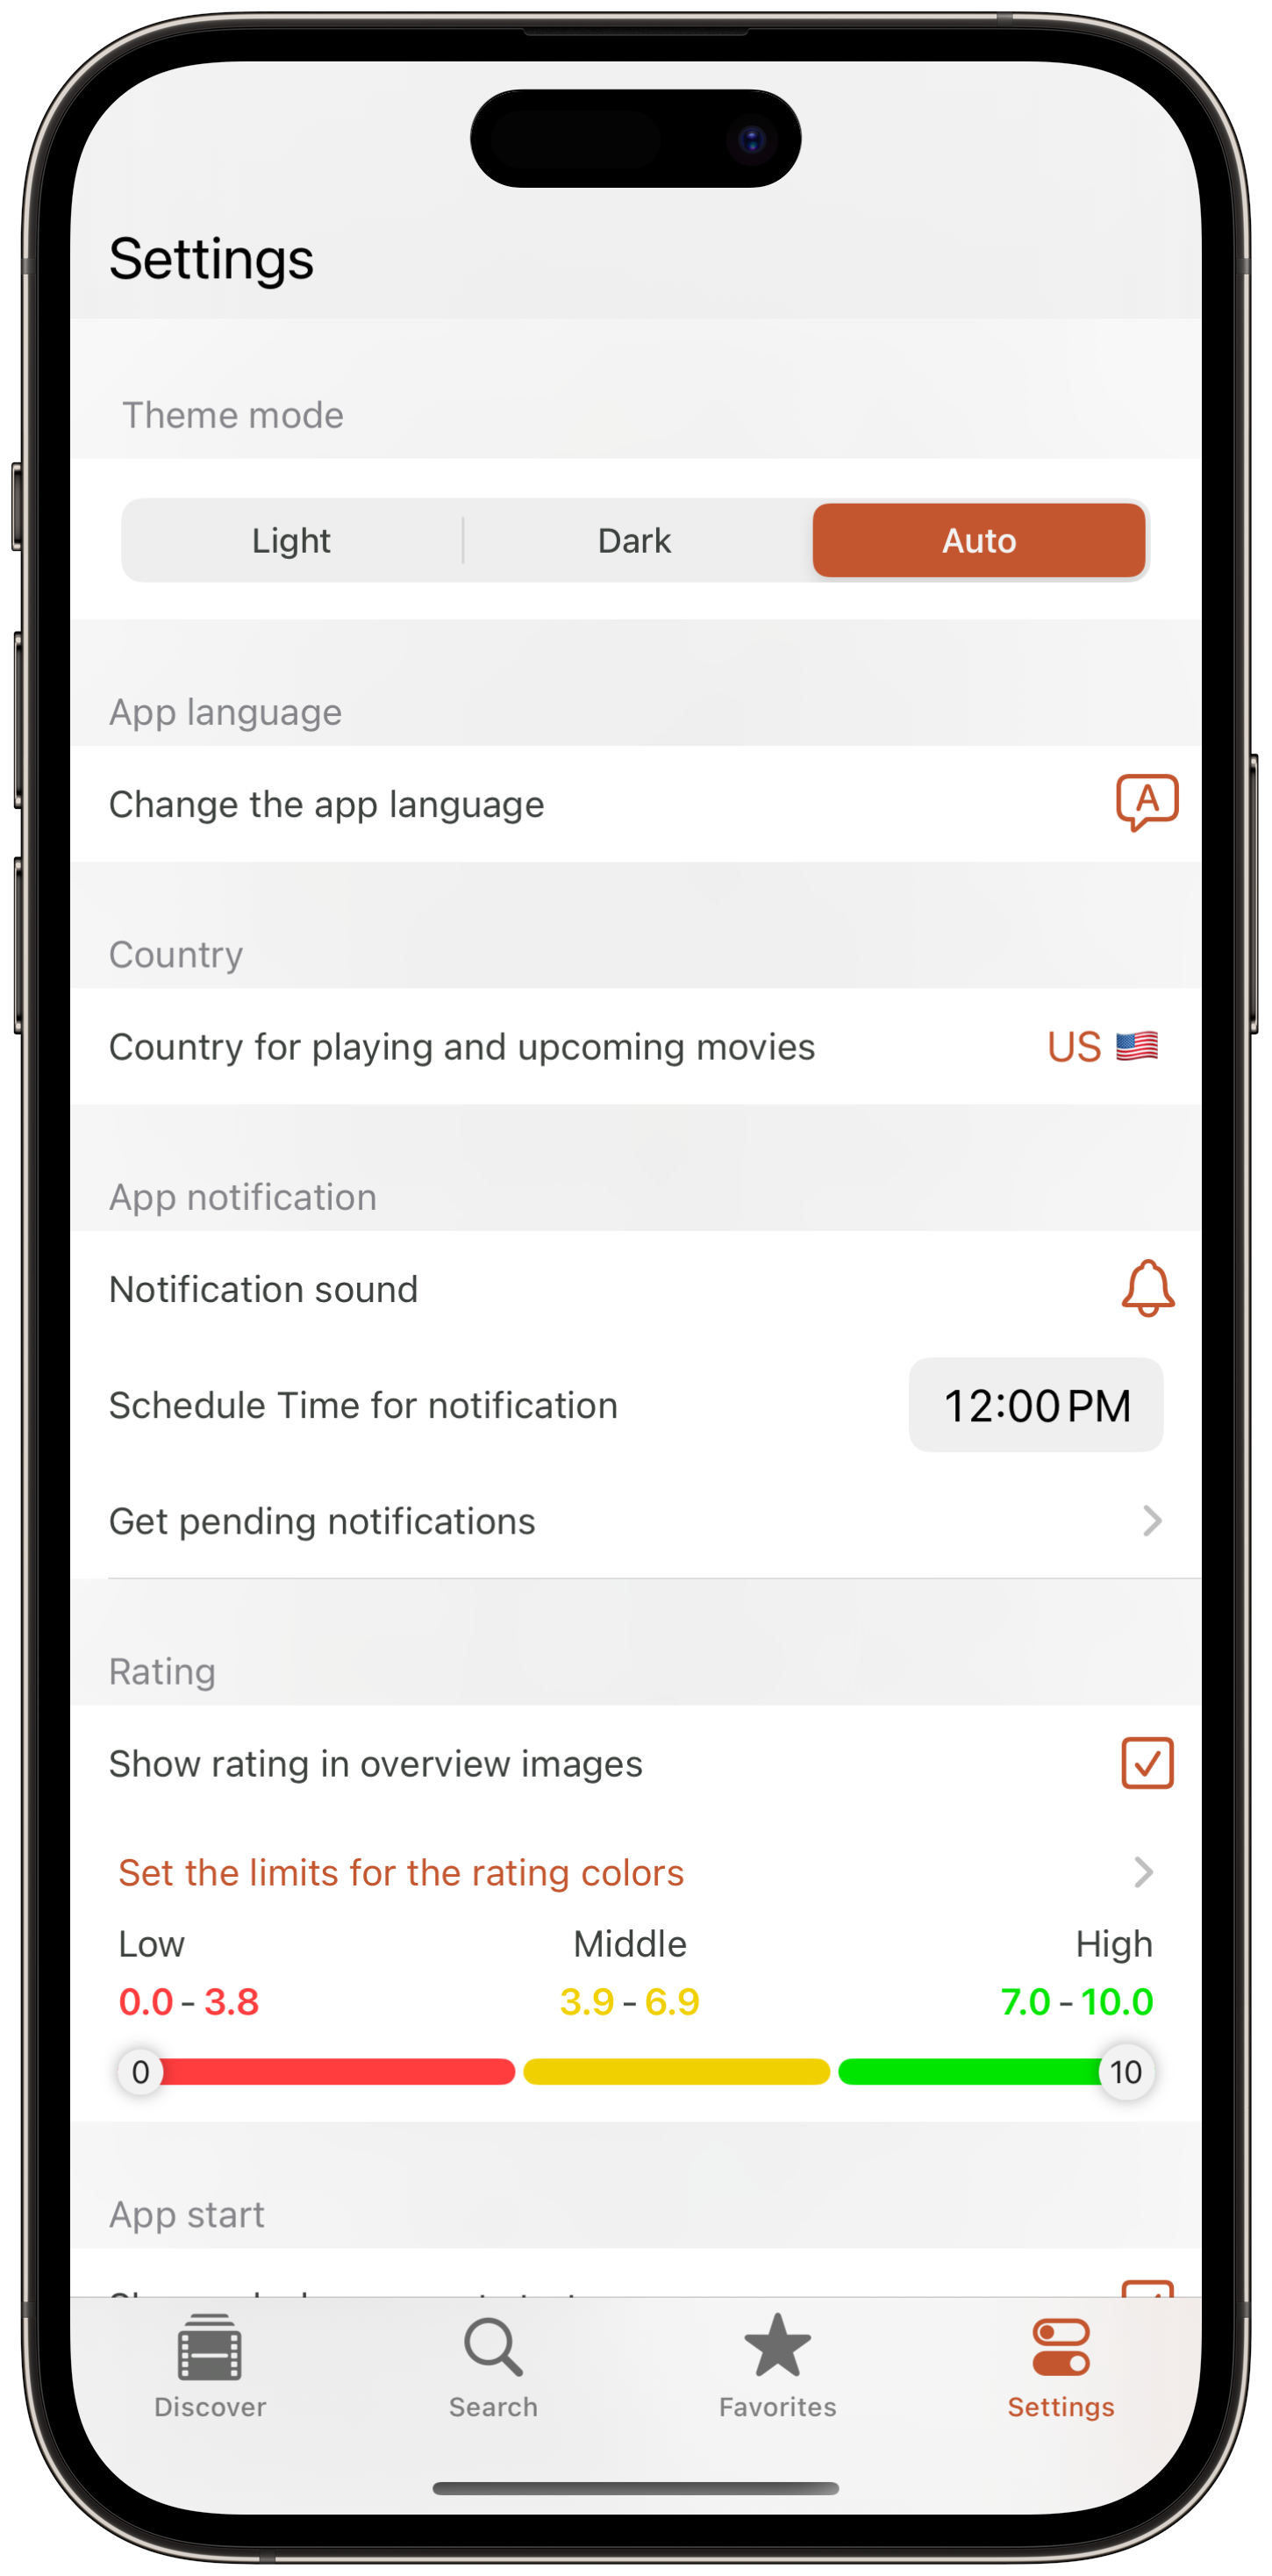 Settings
Theme mode
Light Dark Auto
App language
Change the app language A
Country
Country for playing and upcoming movies US
App notification
Notification sound
Schedule Time for notification 12:00 PM
Get pending notifications
Rating
Show rating in overview images
Set the limits for the rating colors
Low Middle High
0.0 - 3.8 3.9 - 6.9 7.0 - 10.0
0 10
App start
Discover Search Favorites Settings